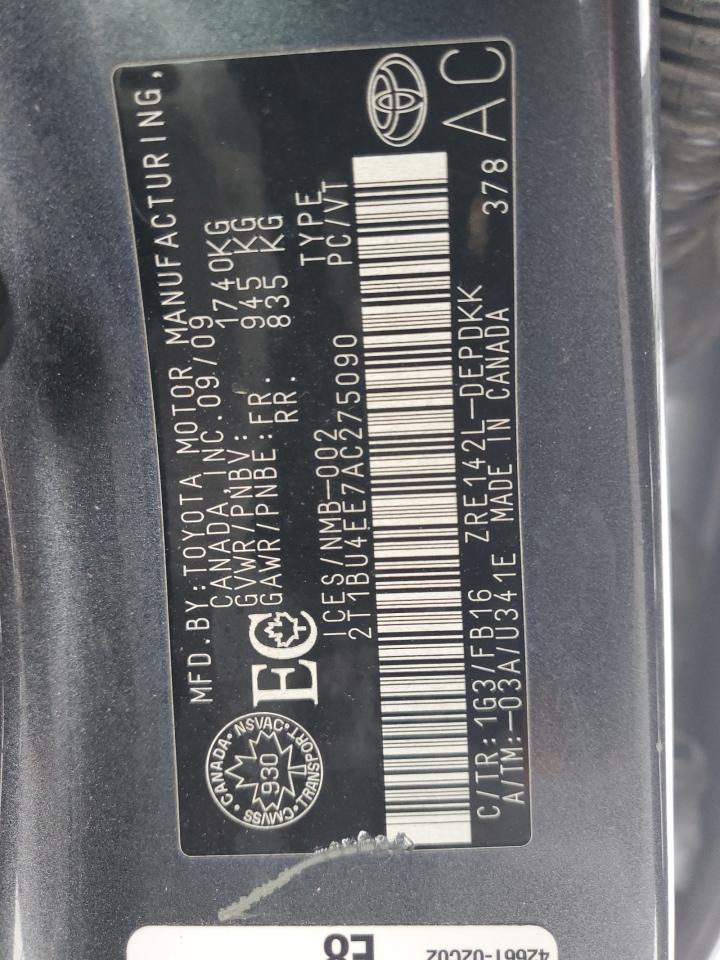 MFD.BY:TOYOTA MOTOR MANUFACTURING,
CANADA,INC.09/09
GVWR/PNBV: 1740KG
GAWR/PNBE:FR. 945 KG
RR. 835 KG
ICES/NMB-002 TYPE
2T1BU4EE7AC275090 PC/VT
EC
CANADA·NSVAC·TRANSPORT·CMVSS·
930
C/TR:1G3/FB16 ZRE142L-DEPDKK
A/TM:-03A/U341E MADE IN CANADA
378 AC
42661-02C02
E8